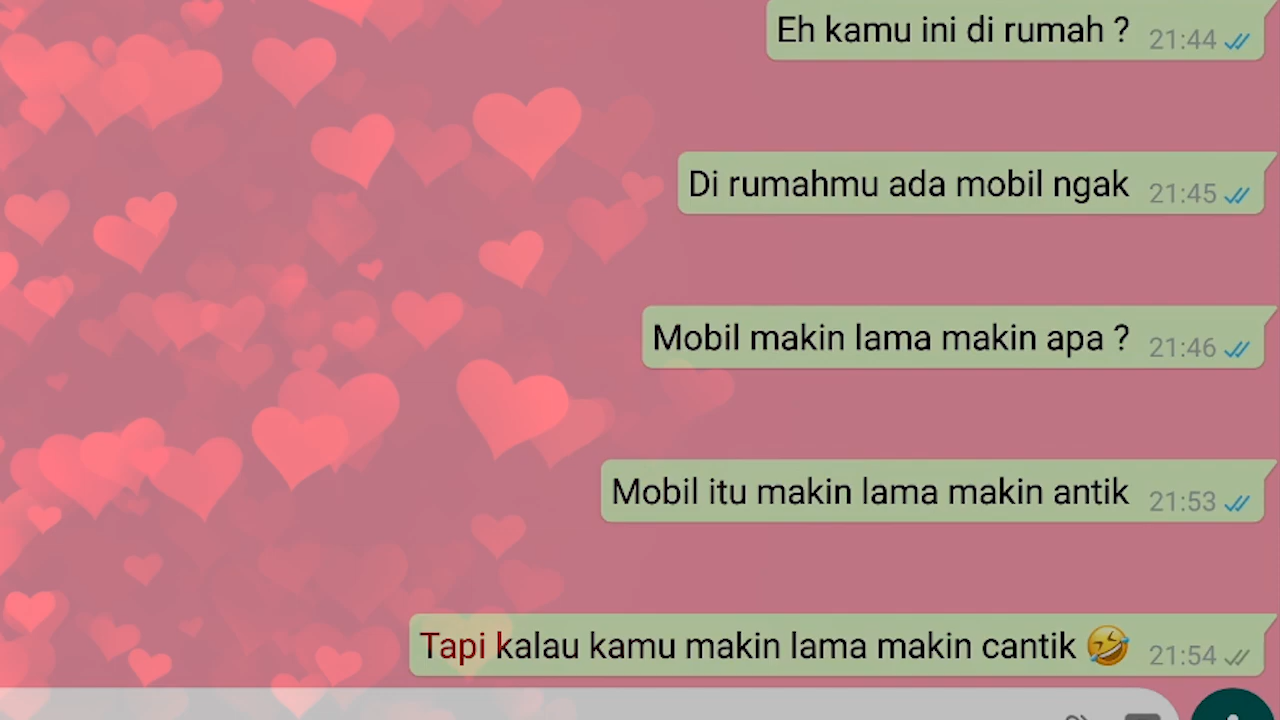 Eh kamu ini di rumah ? 21:44
Di rumahmu ada mobil ngak 21:45
Mobil makin lama makin apa ? 21:46
Mobil itu makin lama makin antik 21:53
Tapi kalau kamu makin lama makin cantik 🤣 21:54